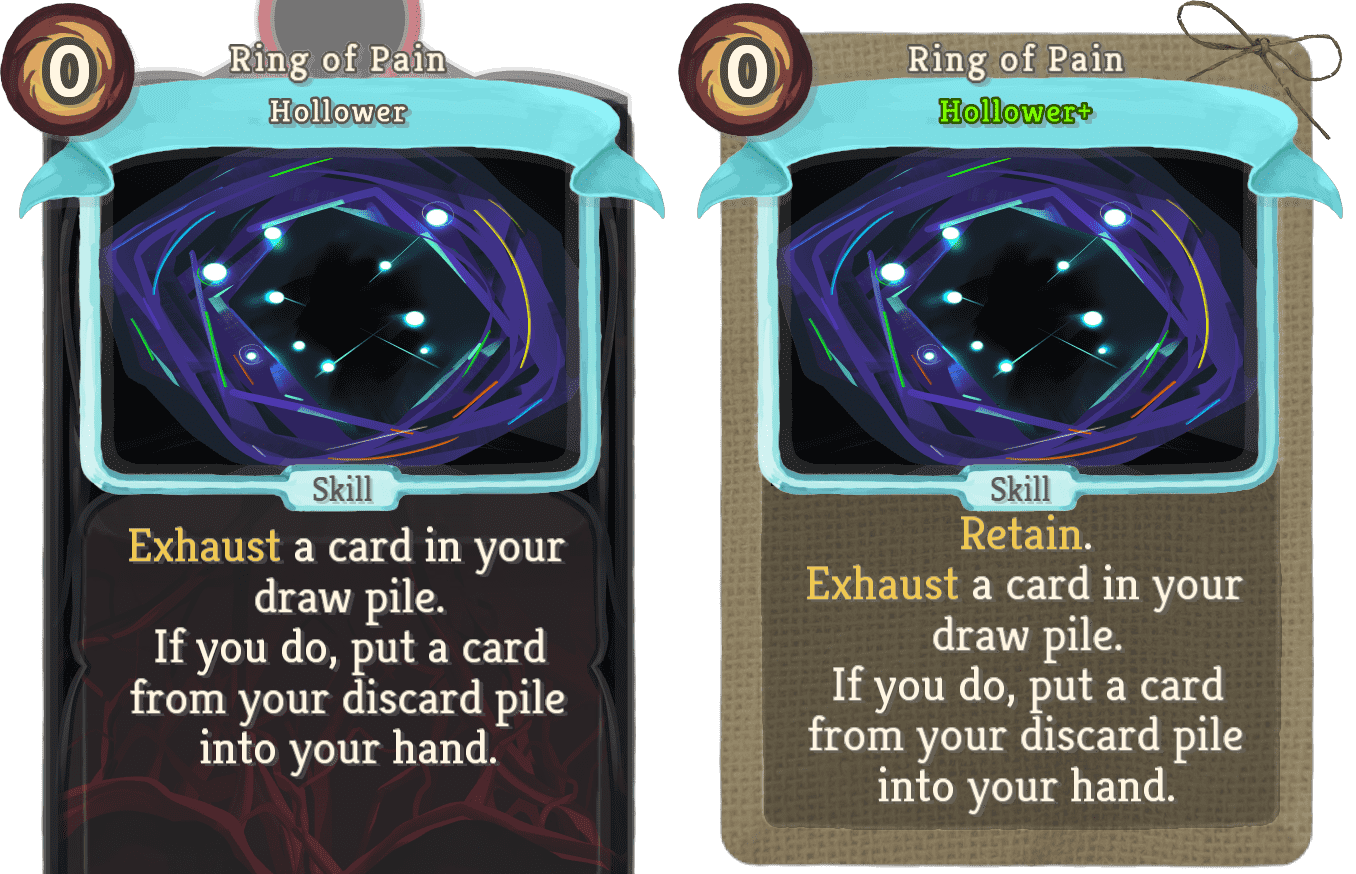 0
Ring of Pain
Hollower
Skill
Exhaust a card in your
draw pile.
If you do, put a card
from your discard pile
into your hand.
0
Ring of Pain
Hollower+
Skill
Retain.
Exhaust a card in your
draw pile.
If you do, put a card
from your discard pile
into your hand.